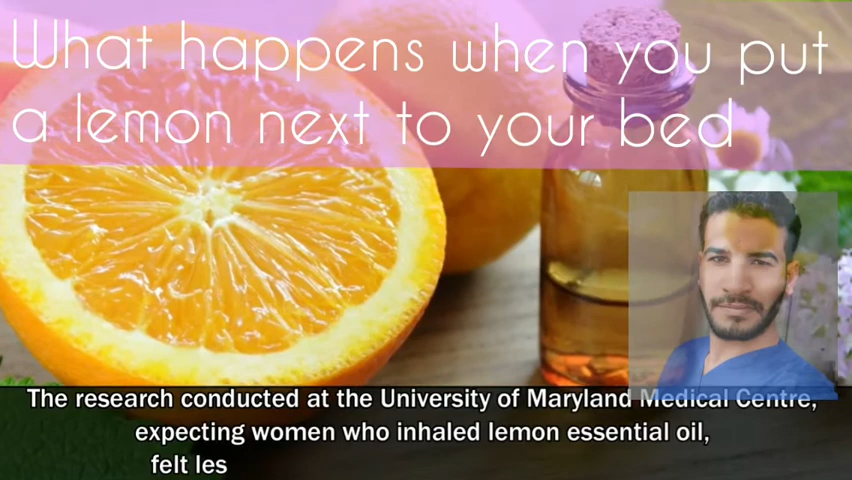 What happens when you put
a lemon next to your bed
The research conducted at the University of Maryland Medical Centre,
expecting women who inhaled lemon essential oil,
felt les